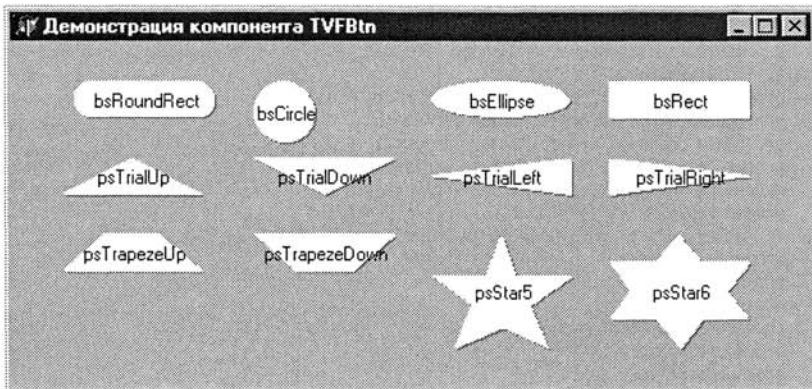 Демонстрация компонента TVFBtn
bsRoundRect bsCircle bsEllipse bsRect
psTrialUp psTrialDown psTrialLeft psTrialRight
psTrapezeUp psTrapezeDown psStar5 psStar6